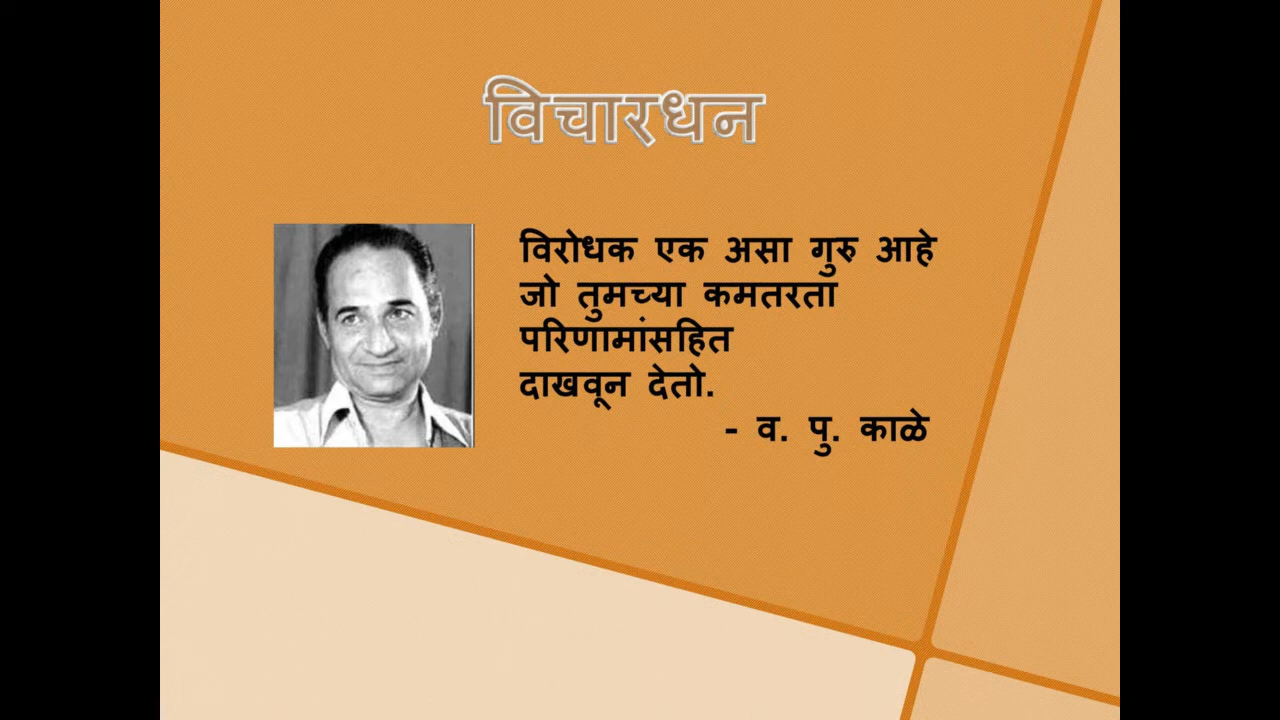 विचारधन
विरोधक एक असा गुरु आहे
जो तुमच्या कमतरता
परिणामांसहित
दाखवून देतो.
- व. पु. काळे